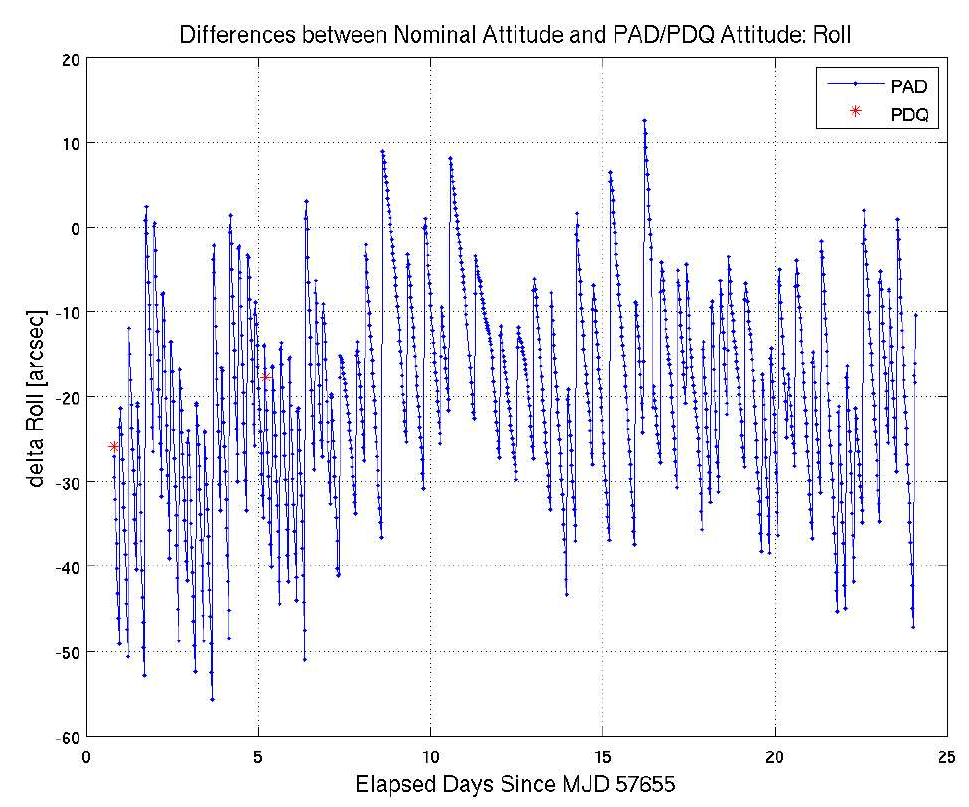 Differences between Nominal Attitude and PAD/PDQ Attitude: Roll
PAD
PDQ
20
10
0
-10
-20
-30
-40
-50
-60
delta Roll [arcsec]
0 5 10 15 20 25
Elapsed Days Since MJD 57655